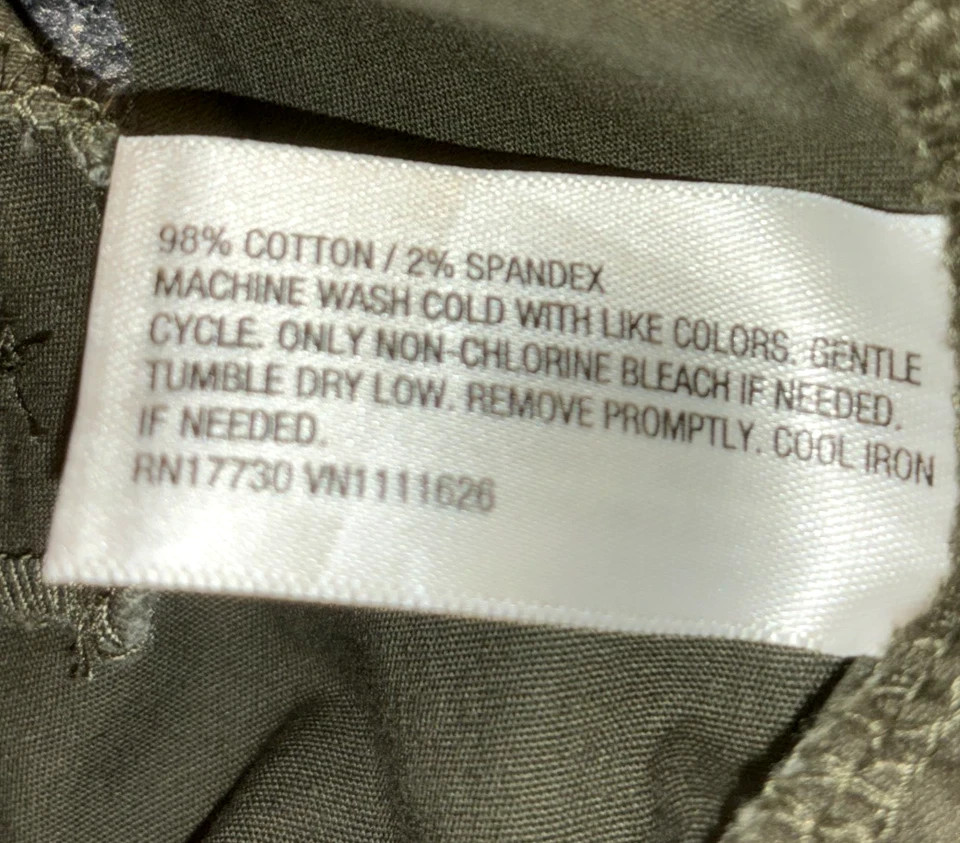 98% COTTON / 2% SPANDEX
MACHINE WASH COLD WITH LIKE COLORS. GENTLE
CYCLE. ONLY NON-CHLORINE BLEACH IF NEEDED.
TUMBLE DRY LOW. REMOVE PROMPTLY. COOL IRON
IF NEEDED.
RN17730 VN1111626